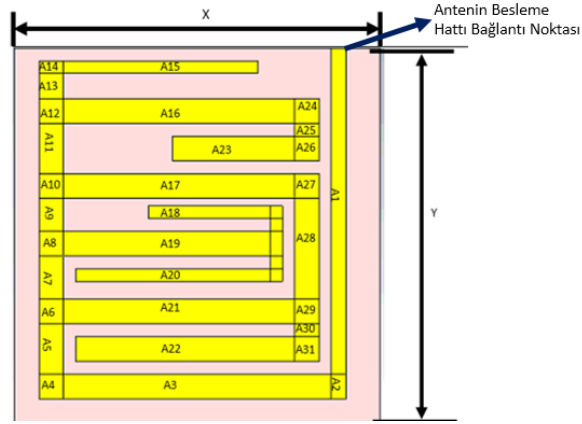 X
Antenin Besleme
Hattı Bağlantı Noktası
A14
A15
A13
A12
A16
A24
A25
A11
A23
A26
A10
A17
A27
A1
Y
A9
A18
A28
A8
A19
A7
A20
A6
A21
A29
A30
A5
A22
A31
A4
A3
A2